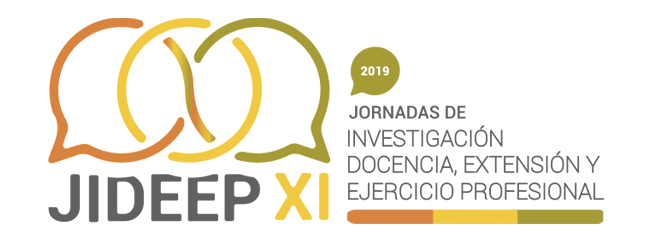 JIDEEP XI
2019
JORNADAS DE
INVESTIGACIÓN
DOCENCIA, EXTENSIÓN Y
EJERCICIO PROFESIONAL